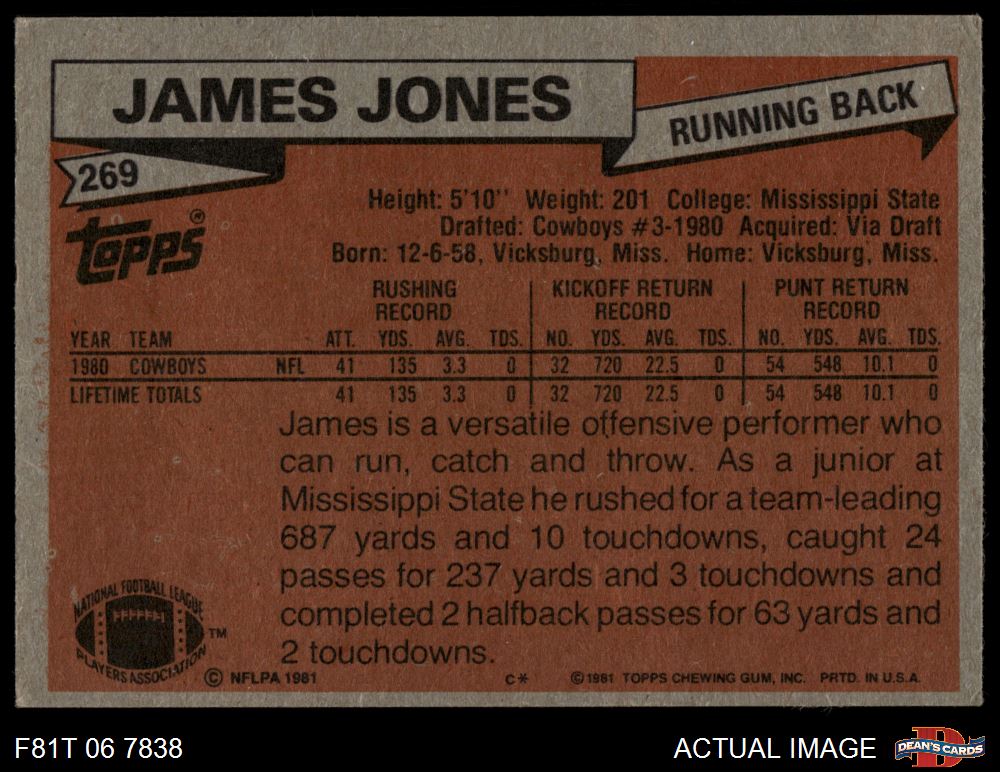 JAMES JONES
RUNNING BACK
269
topps®
Height: 5'10'' Weight: 201 College: Mississippi State
Drafted: Cowboys #3-1980 Acquired: Via Draft
Born: 12-6-58, Vicksburg, Miss. Home: Vicksburg, Miss.
RUSHING KICKOFF RETURN PUNT RETURN
RECORD RECORD RECORD
YEAR TEAM ATT. YDS. AVG. TDS. NO. YDS. AVG. TDS. NO. YDS. AVG. TDS.
1980 COWBOYS NFL 41 135 3.3 0 32 720 22.5 0 54 548 10.1 0
LIFETIME TOTALS 41 135 3.3 0 32 720 22.5 0 54 548 10.1 0
James is a versatile offensive performer who
can run, catch and throw. As a junior at
Mississippi State he rushed for a team-leading
687 yards and 10 touchdowns, caught 24
passes for 237 yards and 3 touchdowns and
completed 2 halfback passes for 63 yards and
2 touchdowns.
NATIONAL FOOTBALL LEAGUE
PLAYERS ASSOCIATION TM
© NFLPA 1981 C* © 1981 TOPPS CHEWING GUM, INC. PRTD. IN U.S.A.
F81T 06 7838 ACTUAL IMAGE DEAN'S CARDS